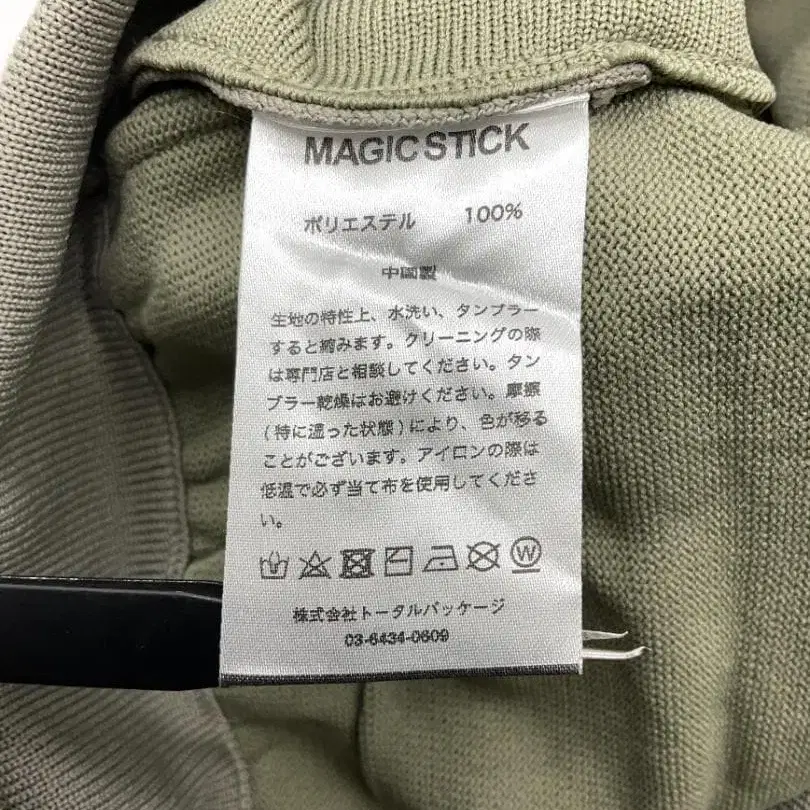 MAGIC STICK
ポリエステル 100%
中国製
生地の特性上、水洗い、タンブラー
すると縮みます。クリーニングの際
は専門店と相談してください。タン
ブラー乾燥はお避けください。摩擦
(特に湿った状態)により、色が移る
ことがございます。アイロンの際は
低温で必ず当て布を使用してくださ
い。
W
株式会社トータルパッケージ
03-6434-0609